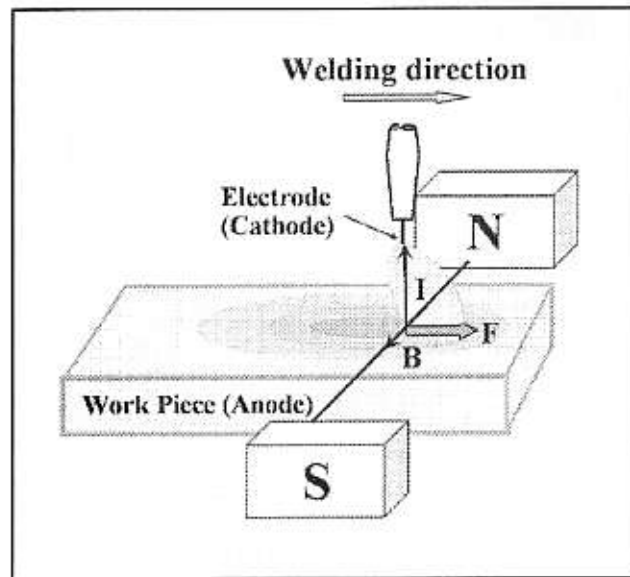 Welding direction
Electrode
(Cathode)
N
I
F
B
Work Piece (Anode)
S